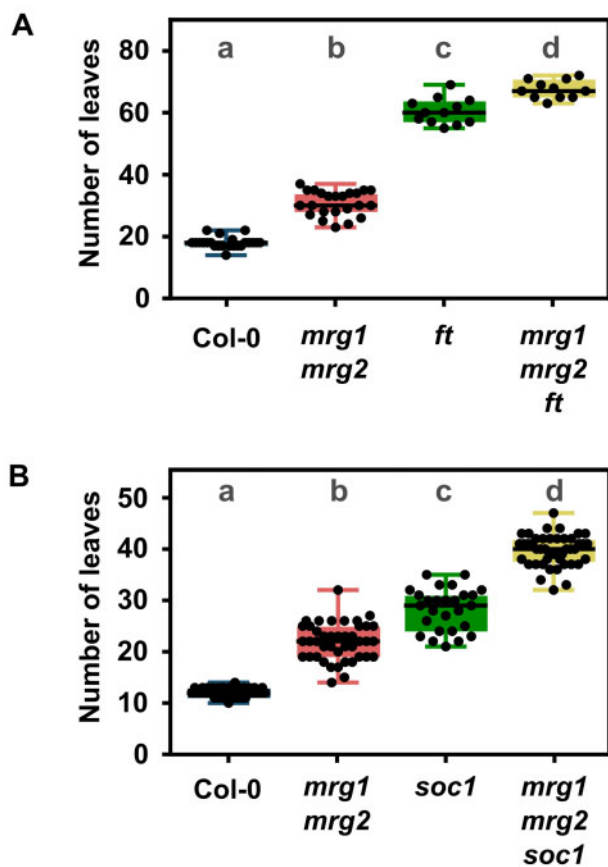 A
Number of leaves
80
60
40
20
0
a b c d
Col-0 mrg1 ft mrg1
mrg2 mrg2
ft
B
Number of leaves
50
40
30
20
10
0
a b c d
Col-0 mrg1 soc1 mrg1
mrg2 mrg2
soc1